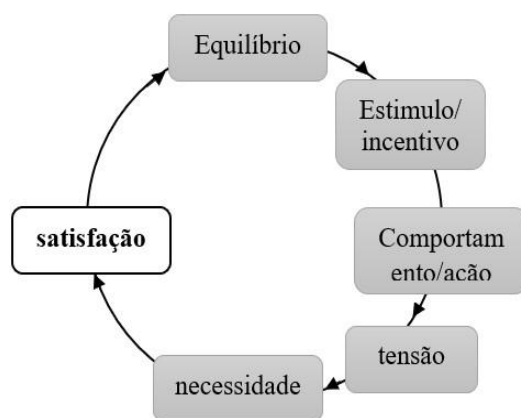 Equilíbrio
Estimulo/
incentivo
Comportam
ento/acão
tensão
necessidade
satisfação